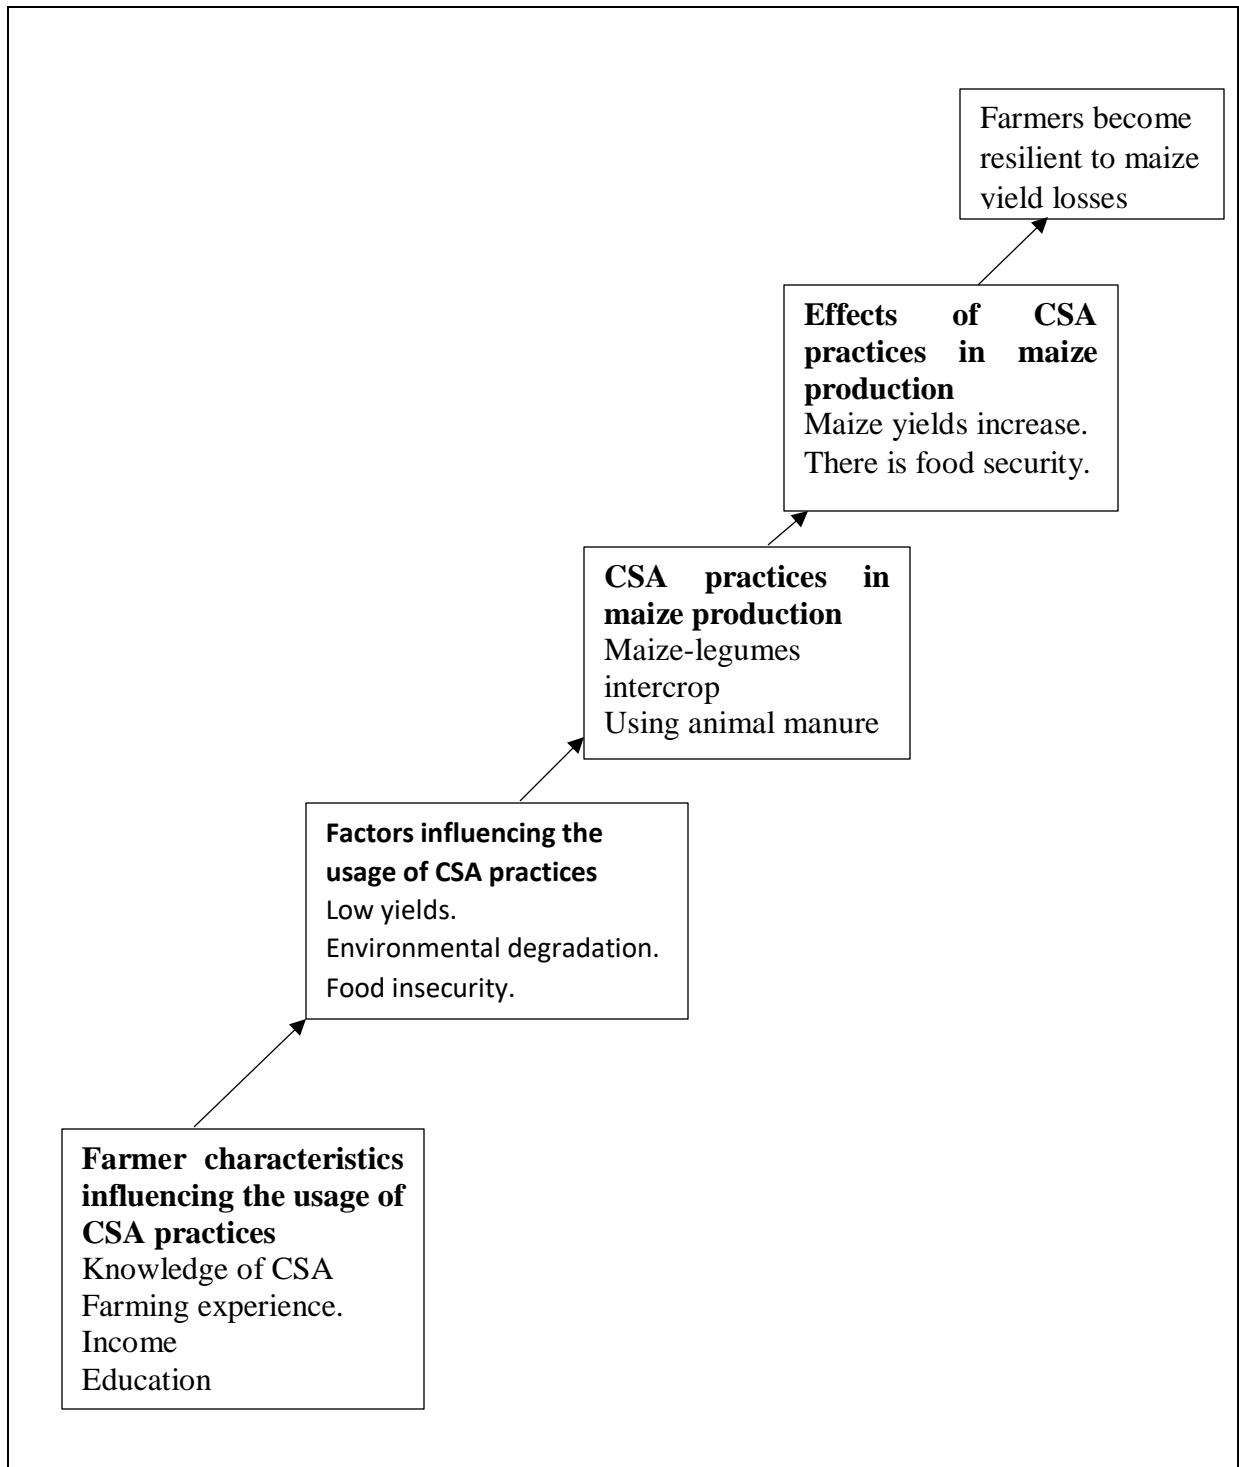 Farmers become
resilient to maize
yield losses
Effects of CSA
practices in maize
production
Maize yields increase.
There is food security.
CSA practices in
maize production
Maize-legumes
intercrop
Using animal manure
Factors influencing the
usage of CSA practices
Low yields.
Environmental degradation.
Food insecurity.
Farmer characteristics
influencing the usage of
CSA practices
Knowledge of CSA
Farming experience.
Income
Education